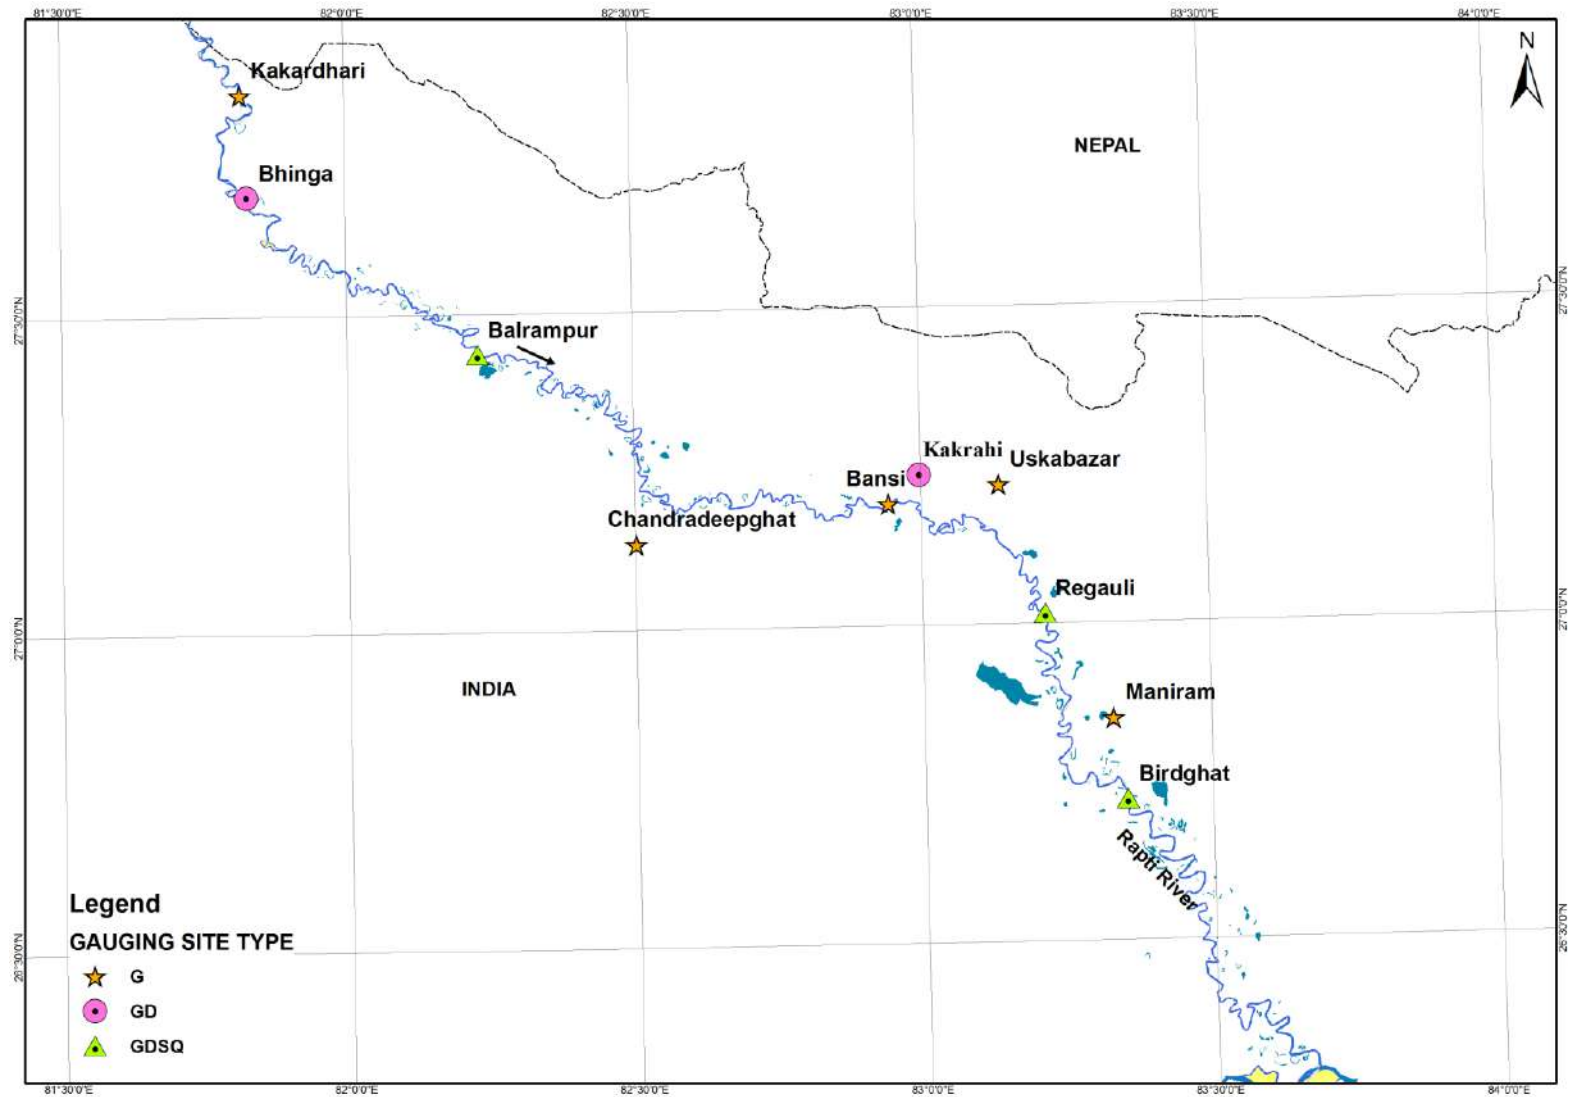 81°30'0"E 82°0'0"E 82°30'0"E 83°0'0"E 83°30'0"E 84°0'0"E
N
Kakardhari
NEPAL
Bhinga
27°30'0"N 27°30'0"N
Balrampur
Kakrahi
Uskabazar
Bansi
Chandradeepghat
Regauli
27°0'0"N 27°0'0"N
INDIA
Maniram
Birdghat
Rapti River
Legend
GAUGING SITE TYPE
26°30'0"N 26°30'0"N
G
GD
GDSQ
81°30'0"E 82°0'0"E 82°30'0"E 83°0'0"E 83°30'0"E 84°0'0"E